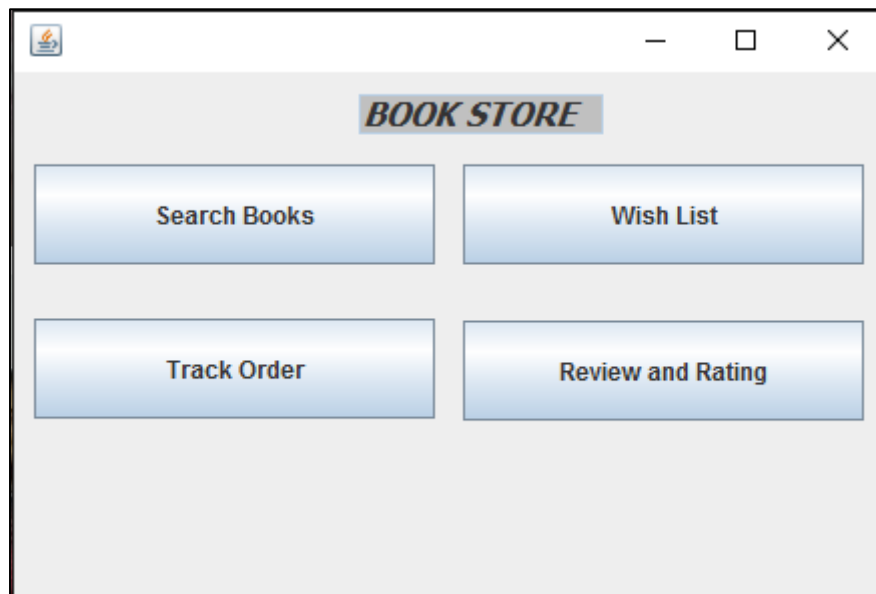 BOOK STORE
Search Books
Wish List
Track Order
Review and Rating